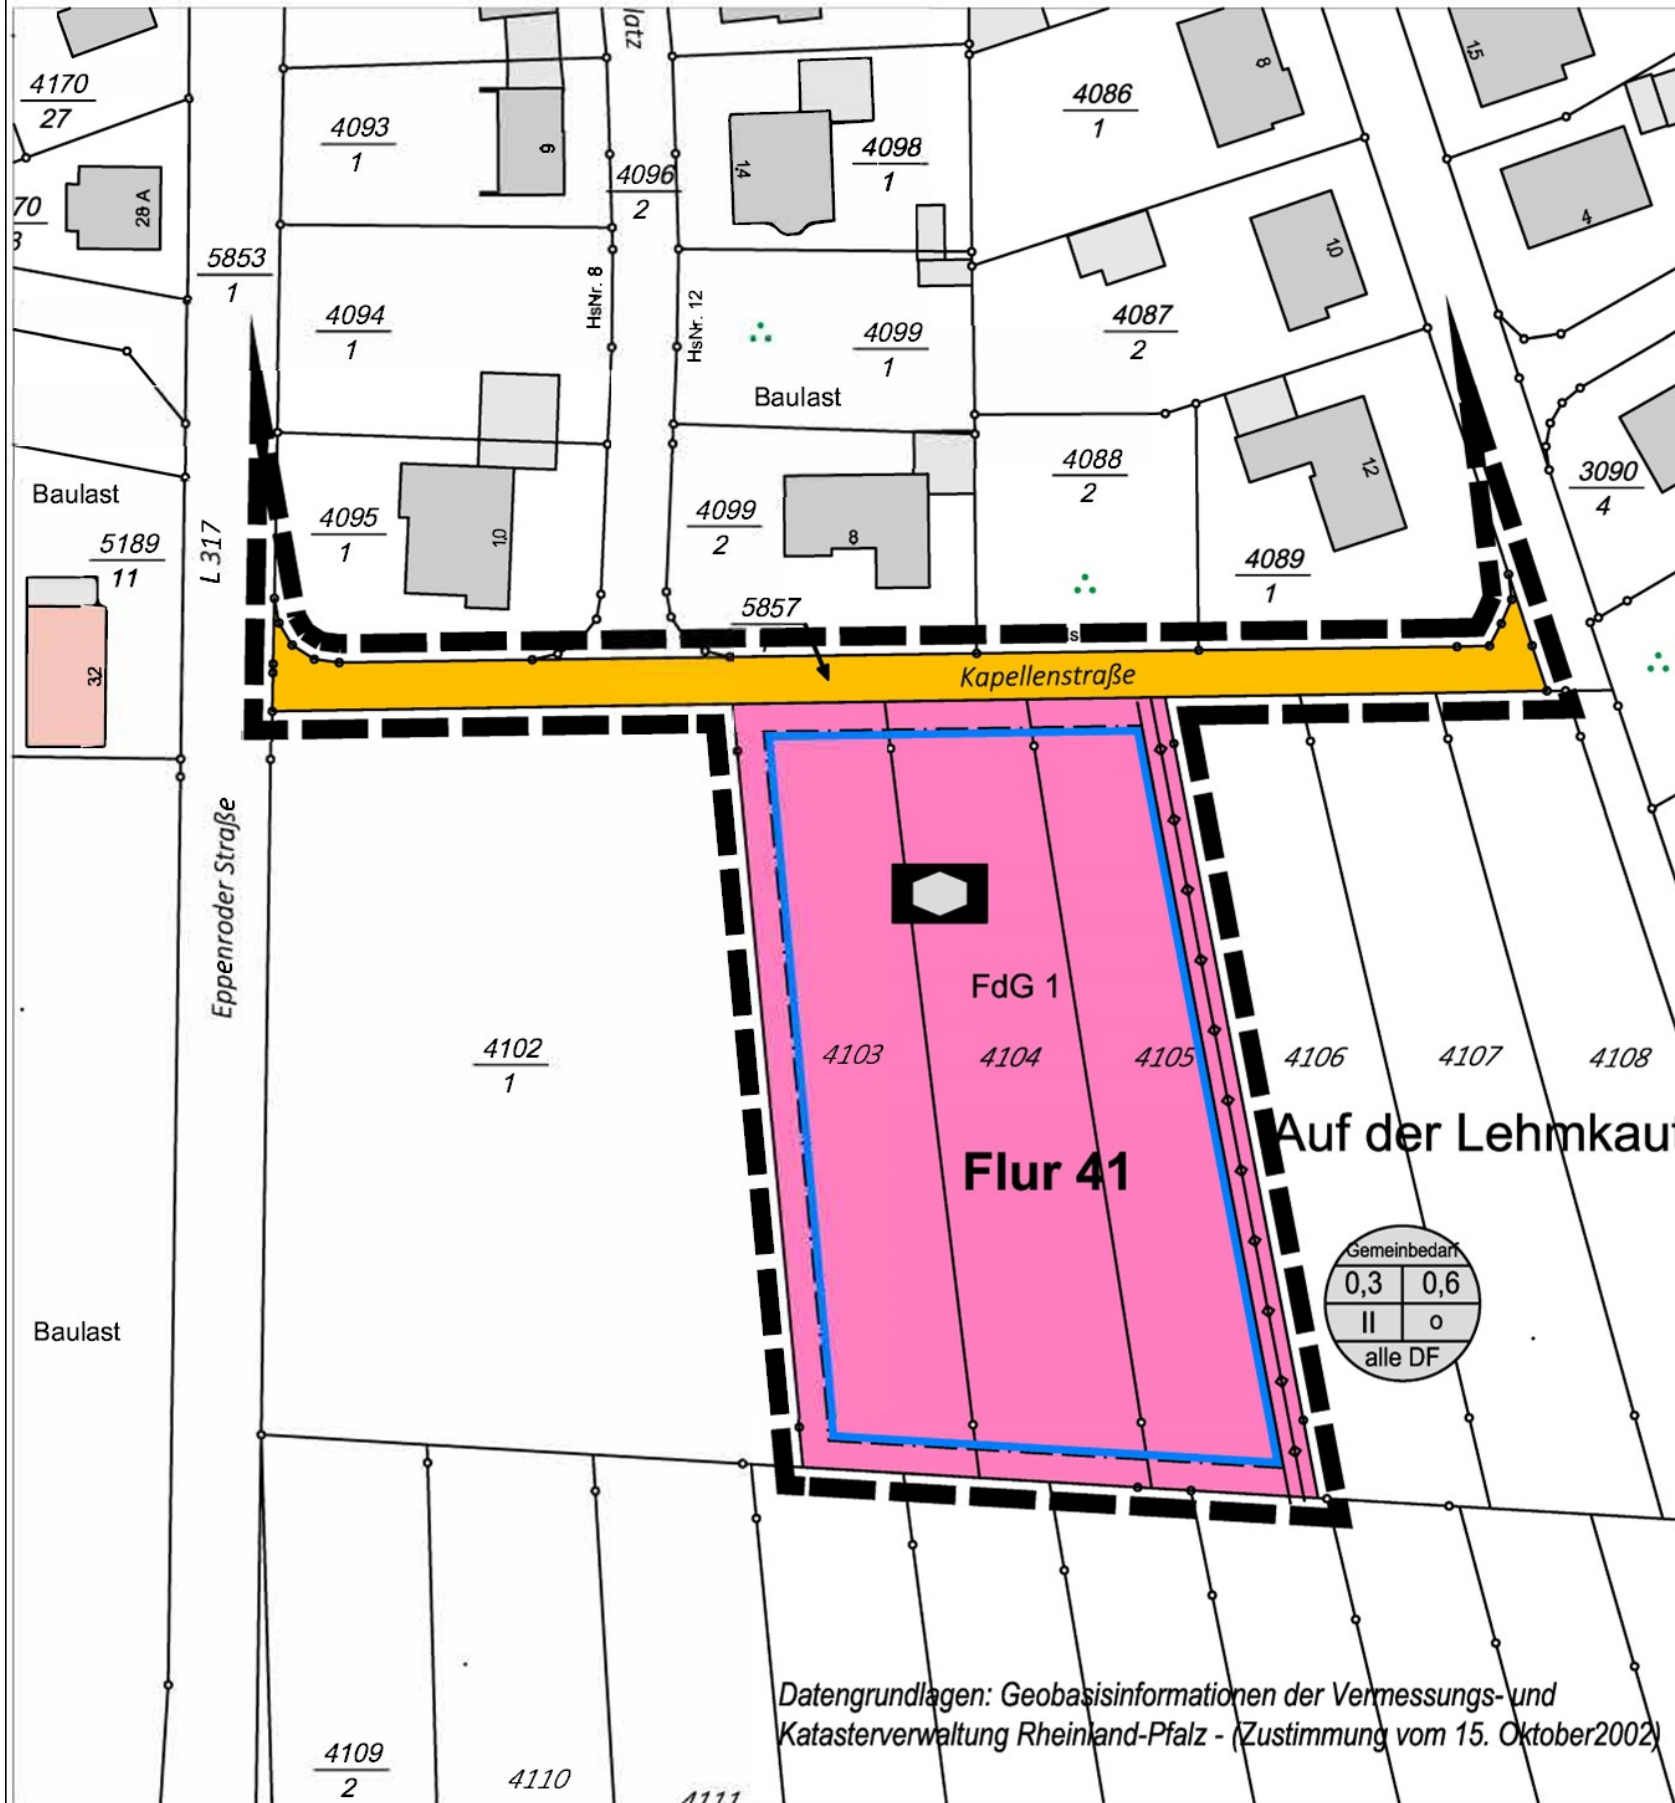 latz
4170
27
4093
1
9
14
4098
1
4086
1
8
15
4096
2
28 A
70
3
5853
1
4
10
HsNr. 8
HsNr. 12
4094
1
4099
1
4087
2
Baulast
Baulast
4088
2
12
3090
4
5189
11
L 317
4095
1
10
4099
2
8
4089
1
5857
s
32
Kapellenstraße
Eppenroder Straße
FdG 1
4102
1
4103
4104
4105
4106
4107
4108
Auf der Lehmkaut
Flur 41
Gemeinbedarf
0,3 0,6
II o
alle DF
Baulast
Datengrundlagen: Geobasisinformationen der Vermessungs- und
Katasterverwaltung Rheinland-Pfalz - (Zustimmung vom 15. Oktober2002)
4109
2
4110
4111